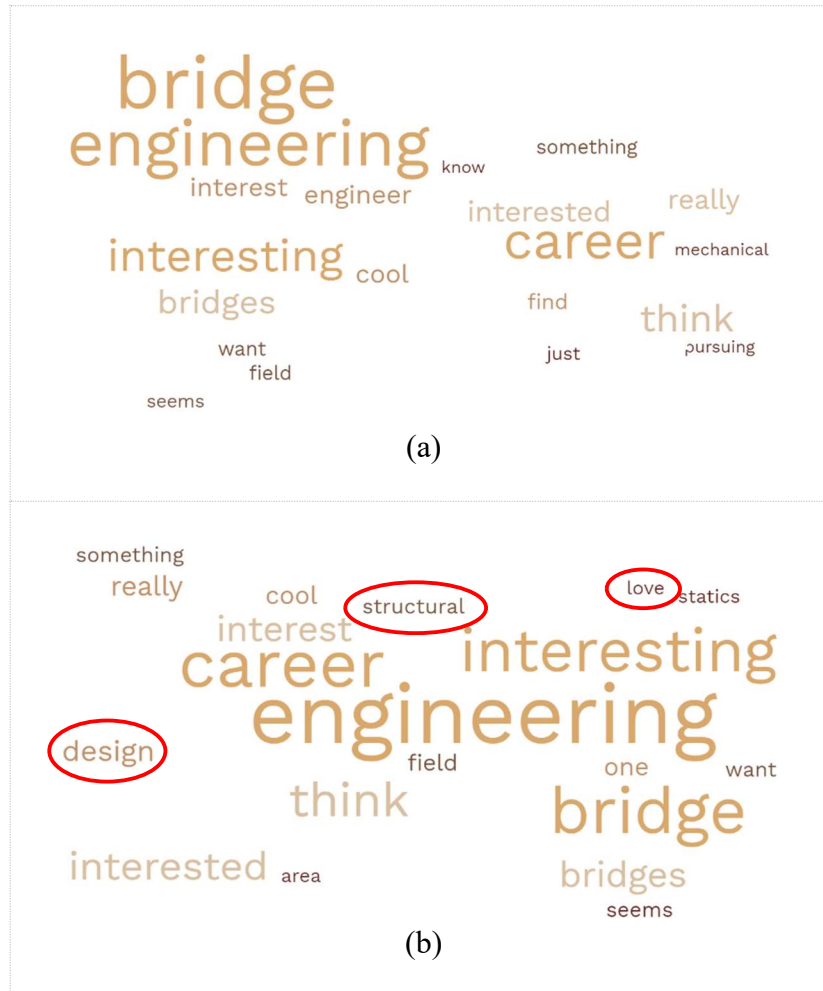 bridge
engineering
know
something
interest
engineer
interested
really
interesting
cool
career
mechanical
bridges
find
think
want
just
pursuing
field
seems
(a)
something
really
cool
structural
love
statics
interest
career
interesting
engineering
design
field
one
want
think
bridge
interested
area
bridges
seems
(b)